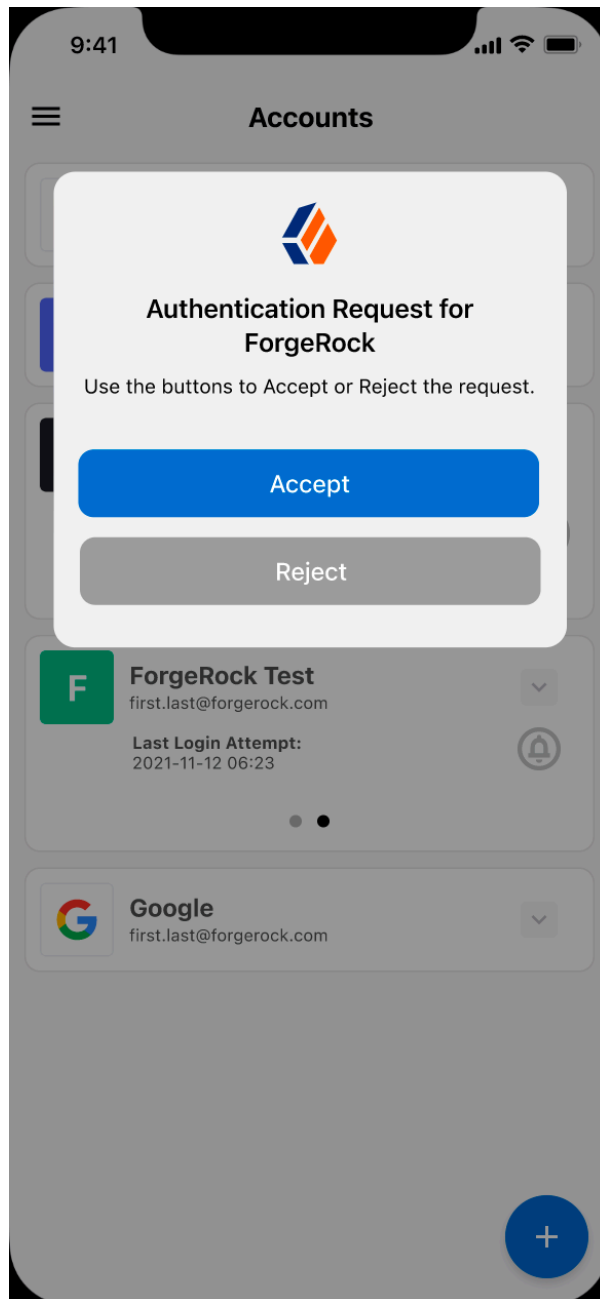 9:41
Accounts
Authentication Request for
ForgeRock
Use the buttons to Accept or Reject the request.
Accept
Reject
F
ForgeRock Test
first.last@forgerock.com
Last Login Attempt:
2021-11-12 06:23
Google
first.last@forgerock.com